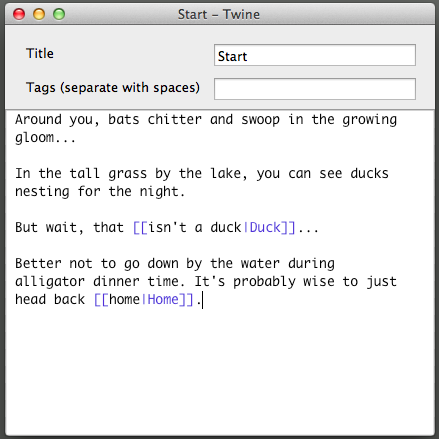 Start - Twine
Title
Start
Tags (separate with spaces)
Around you, bats chitter and swoop in the growing
gloom...
In the tall grass by the lake, you can see ducks
nesting for the night.
But wait, that [[isn't a duck|Duck]]...
Better not to go down by the water during
alligator dinner time. It's probably wise to just
head back [[home|Home]].